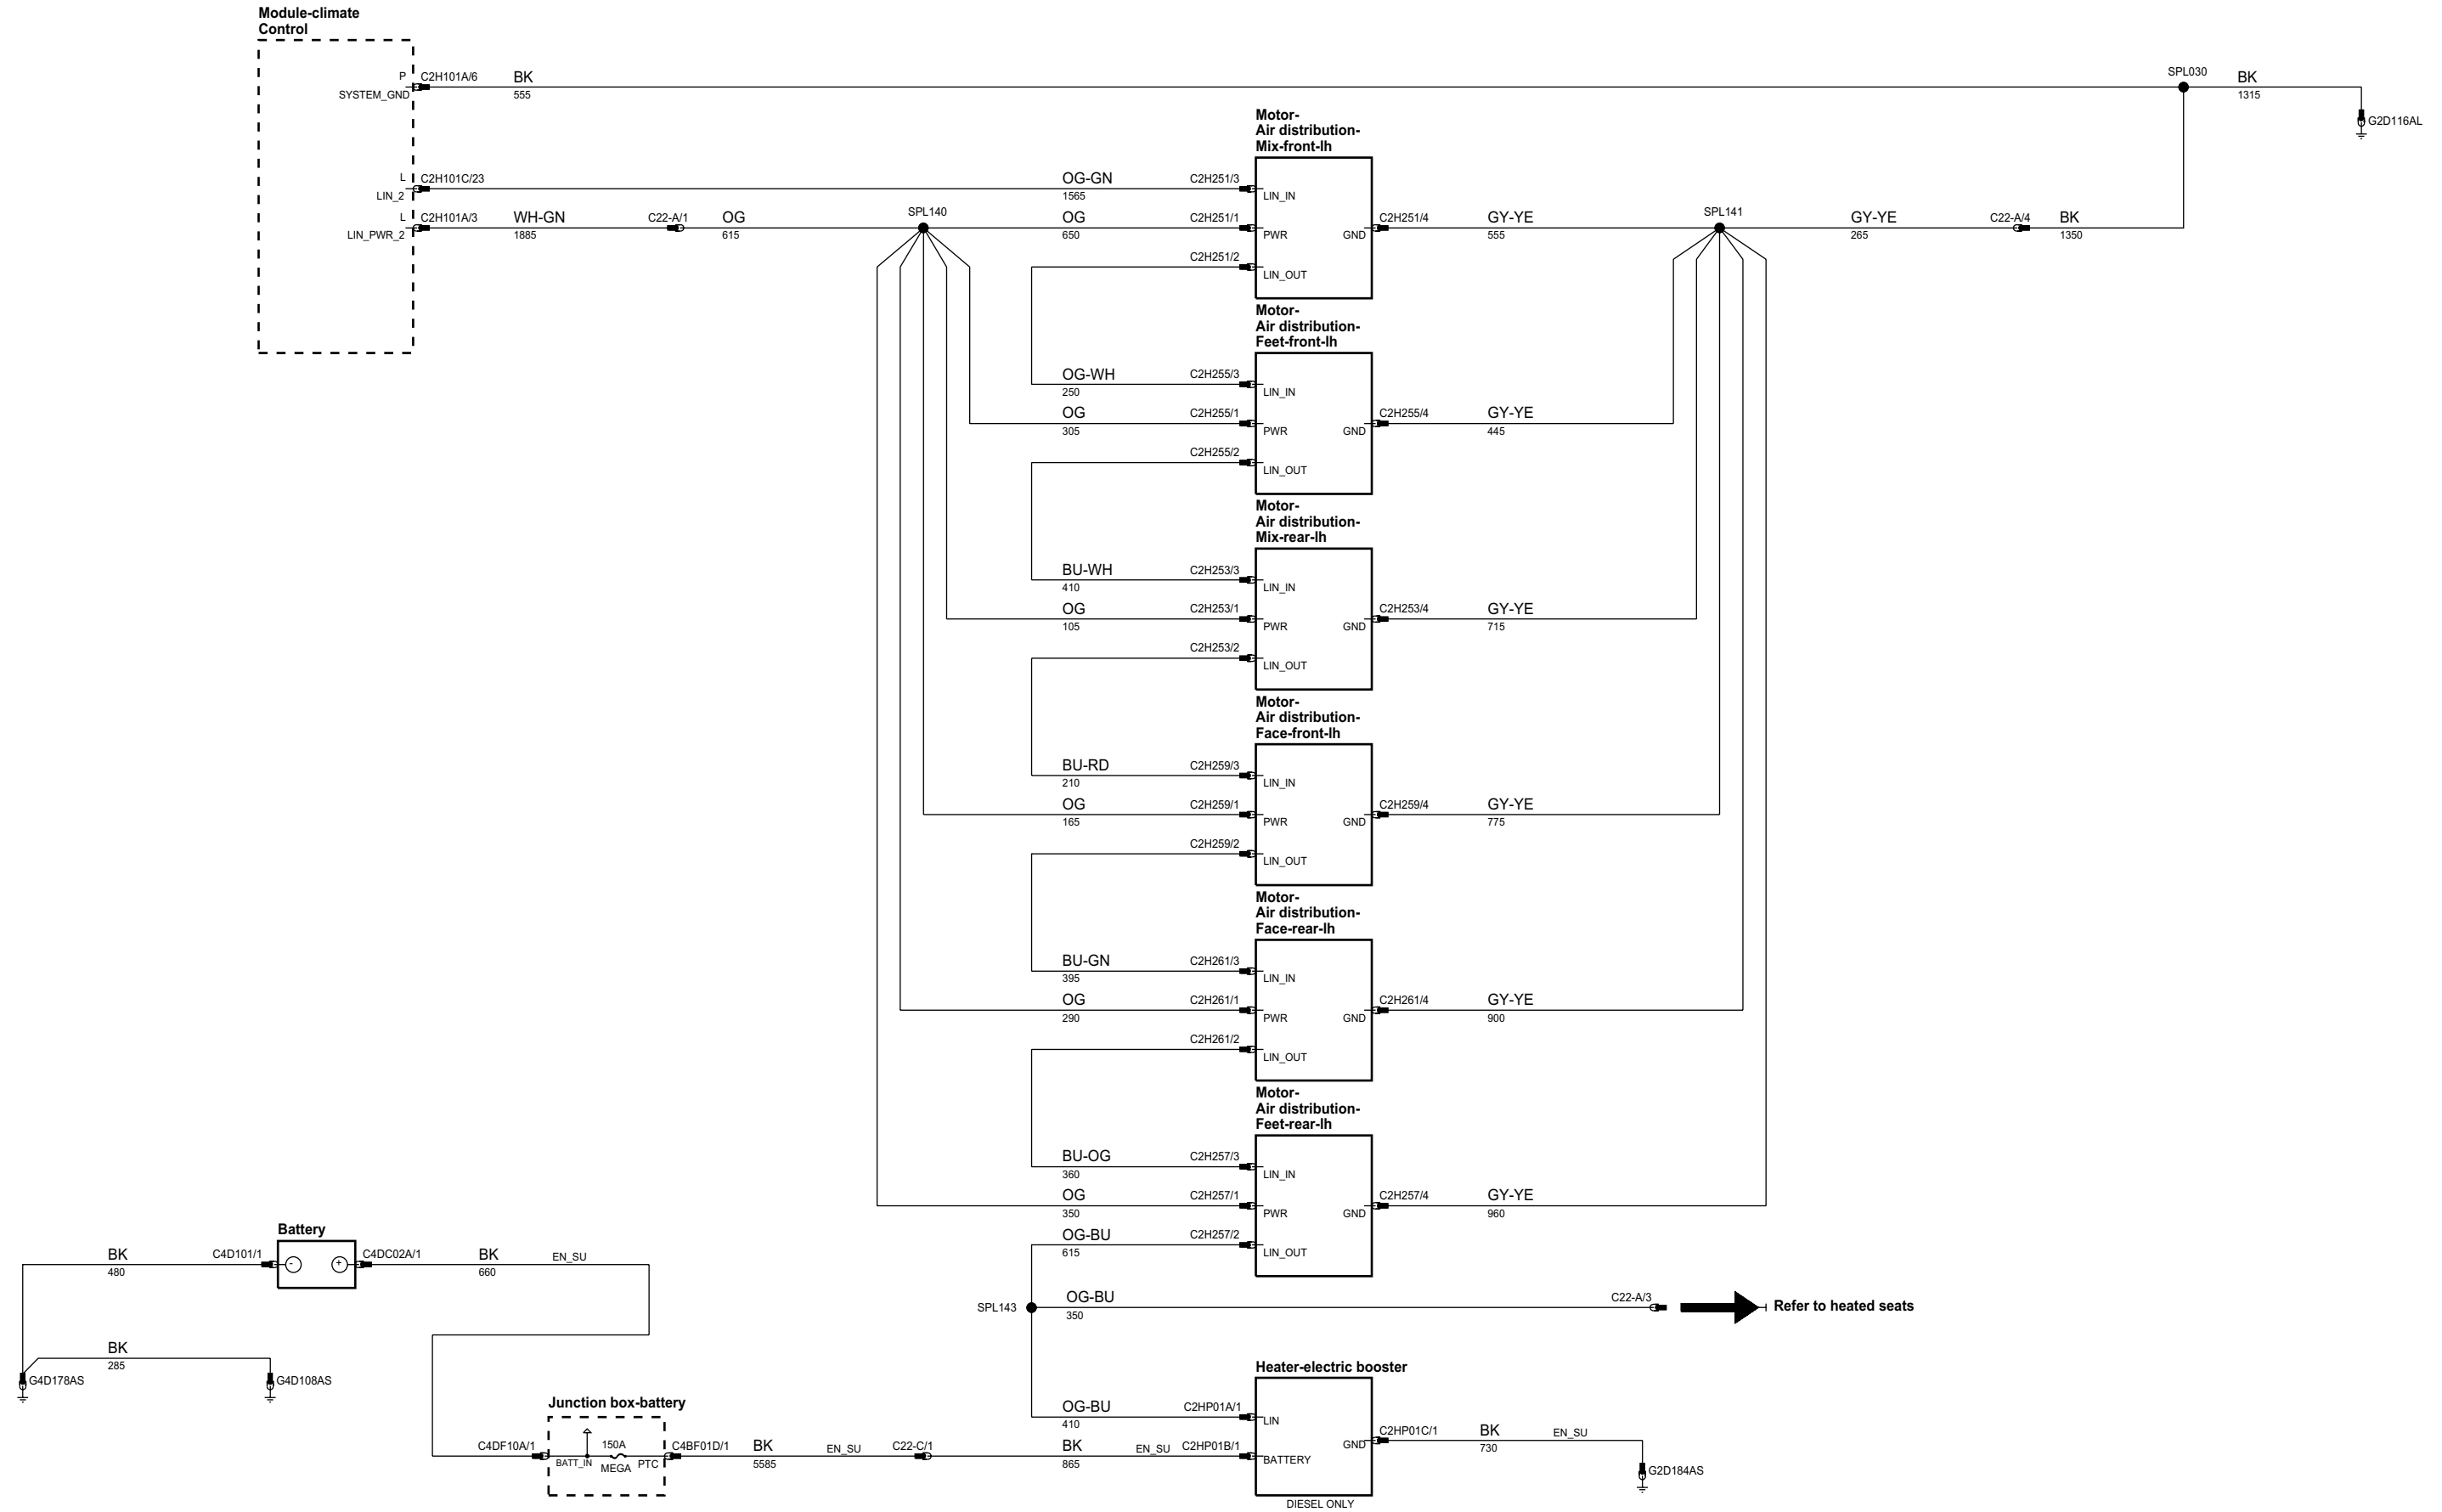 Module-climate
Control
P
C2H101A/6
BK
SYSTEM_GND
555
SPL030
BK
1315
G2D116AL
Motor-
Air distribution-
Mix-front-lh
L
C2H101C/23
LIN_2
OG-GN
1565
C2H251/3
LIN_IN
L
C2H101A/3
LIN_PWR_2
WH-GN
1885
C22-A/1
OG
615
SPL140
OG
650
C2H251/1
PWR
GND
C2H251/4
GY-YE
555
SPL141
GY-YE
265
C22-A/4
BK
1350
C2H251/2
LIN_OUT
Motor-
Air distribution-
Feet-front-lh
OG-WH
250
C2H255/3
LIN_IN
OG
305
C2H255/1
PWR
GND
C2H255/4
GY-YE
445
C2H255/2
LIN_OUT
Motor-
Air distribution-
Mix-rear-lh
BU-WH
410
C2H253/3
LIN_IN
OG
105
C2H253/1
PWR
GND
C2H253/4
GY-YE
715
C2H253/2
LIN_OUT
Motor-
Air distribution-
Face-front-lh
BU-RD
210
C2H259/3
LIN_IN
OG
165
C2H259/1
PWR
GND
C2H259/4
GY-YE
775
C2H259/2
LIN_OUT
Motor-
Air distribution-
Face-rear-lh
BU-GN
395
C2H261/3
LIN_IN
OG
290
C2H261/1
PWR
GND
C2H261/4
GY-YE
900
C2H261/2
LIN_OUT
Motor-
Air distribution-
Feet-rear-lh
BU-OG
360
C2H257/3
LIN_IN
OG
350
C2H257/1
PWR
GND
C2H257/4
GY-YE
960
OG-BU
615
C2H257/2
LIN_OUT
Battery
BK
480
C4D101/1
-
+
C4DC02A/1
BK
660
EN_SU
SPL143
OG-BU
350
C22-A/3
Refer to heated seats
BK
285
G4D178AS
G4D108AS
Heater-electric booster
Junction box-battery
OG-BU
410
C2HP01A/1
LIN
C4DF10A/1
BATT_IN
150A
MEGA
PTC
C4BF01D/1
BK
5585
EN_SU
C22-C/1
BK
865
EN_SU
C2HP01B/1
BATTERY
GND
C2HP01C/1
BK
730
EN_SU
G2D184AS
DIESEL ONLY